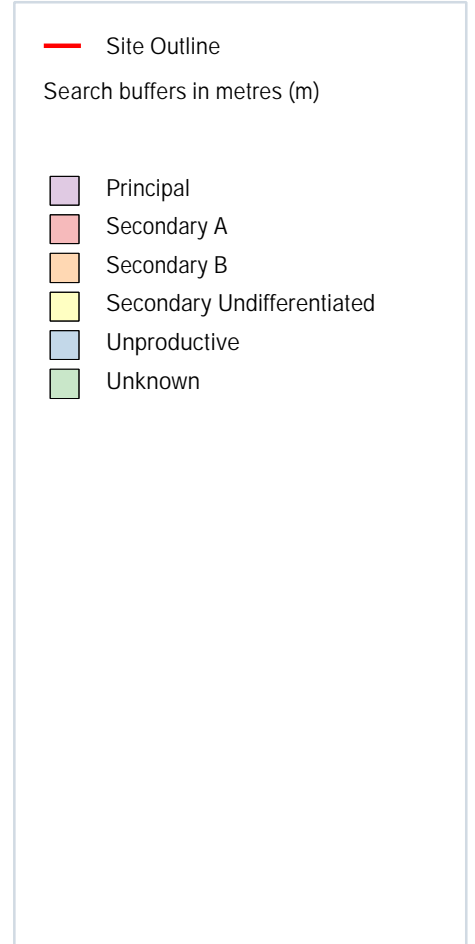 Site Outline
Search buffers in metres (m)
Principal
Secondary A
Secondary B
Secondary Undifferentiated
Unproductive
Unknown